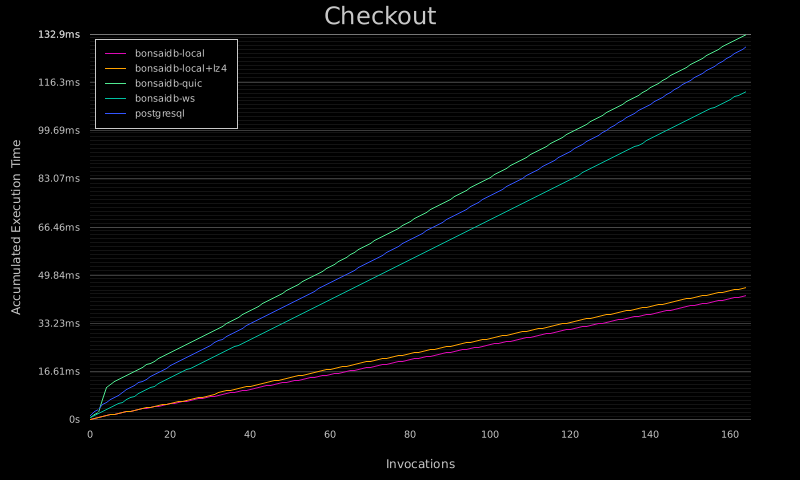 Checkout
132.9ms
116.3ms
99.69ms
83.07ms
66.46ms
49.84ms
33.23ms
16.61ms
0s
Accumulated Execution Time
bonsaidb-local
bonsaidb-local+lz4
bonsaidb-quic
bonsaidb-ws
postgresql
0 20 40 60 80 100 120 140 160
Invocations